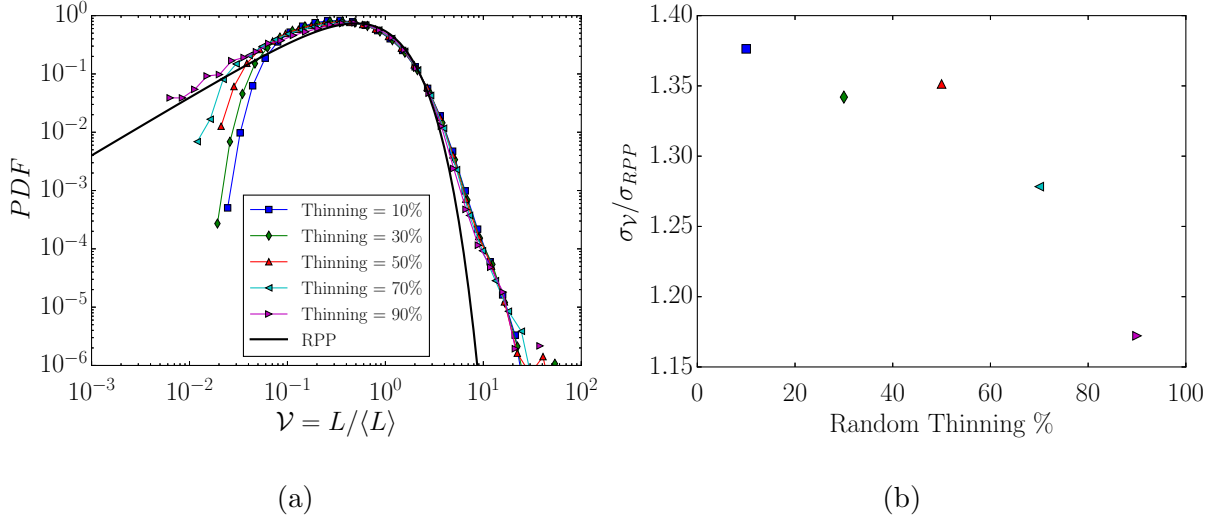 10^0
10^{-1}
10^{-2}
10^{-3}
10^{-4}
10^{-5}
10^{-6}
PDF
Thinning = 10%
Thinning = 30%
Thinning = 50%
Thinning = 70%
Thinning = 90%
RPP
10^{-3} 10^{-2} 10^{-1} 10^0 10^1 10^2
𝒱 = L/⟨L⟩
(a)
1.40
1.35
1.30
1.25
1.20
1.15
σ_𝒱/σ_{RPP}
0 20 40 60 80 100
Random Thinning %
(b)